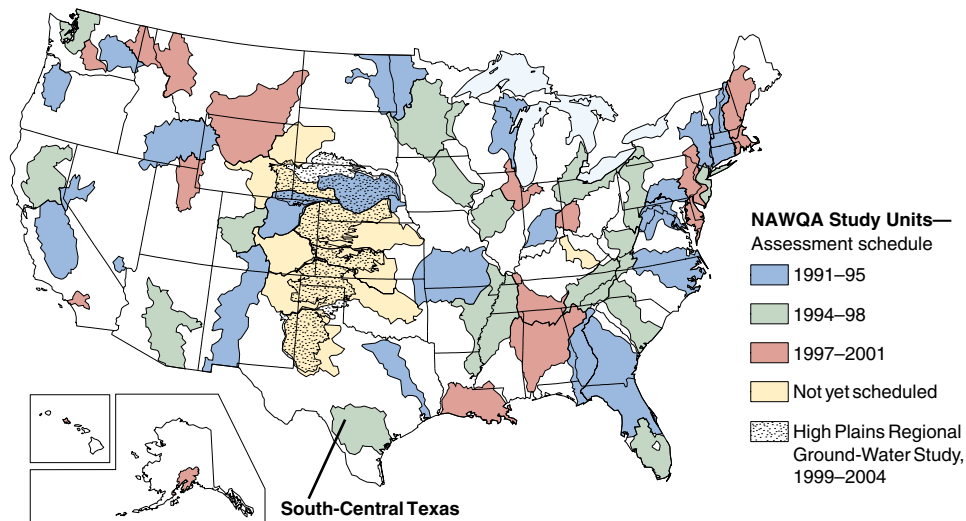 NAWQA Study Units—
Assessment schedule
1991–95
1994–98
1997–2001
Not yet scheduled
High Plains Regional
Ground-Water Study,
1999–2004
South-Central Texas